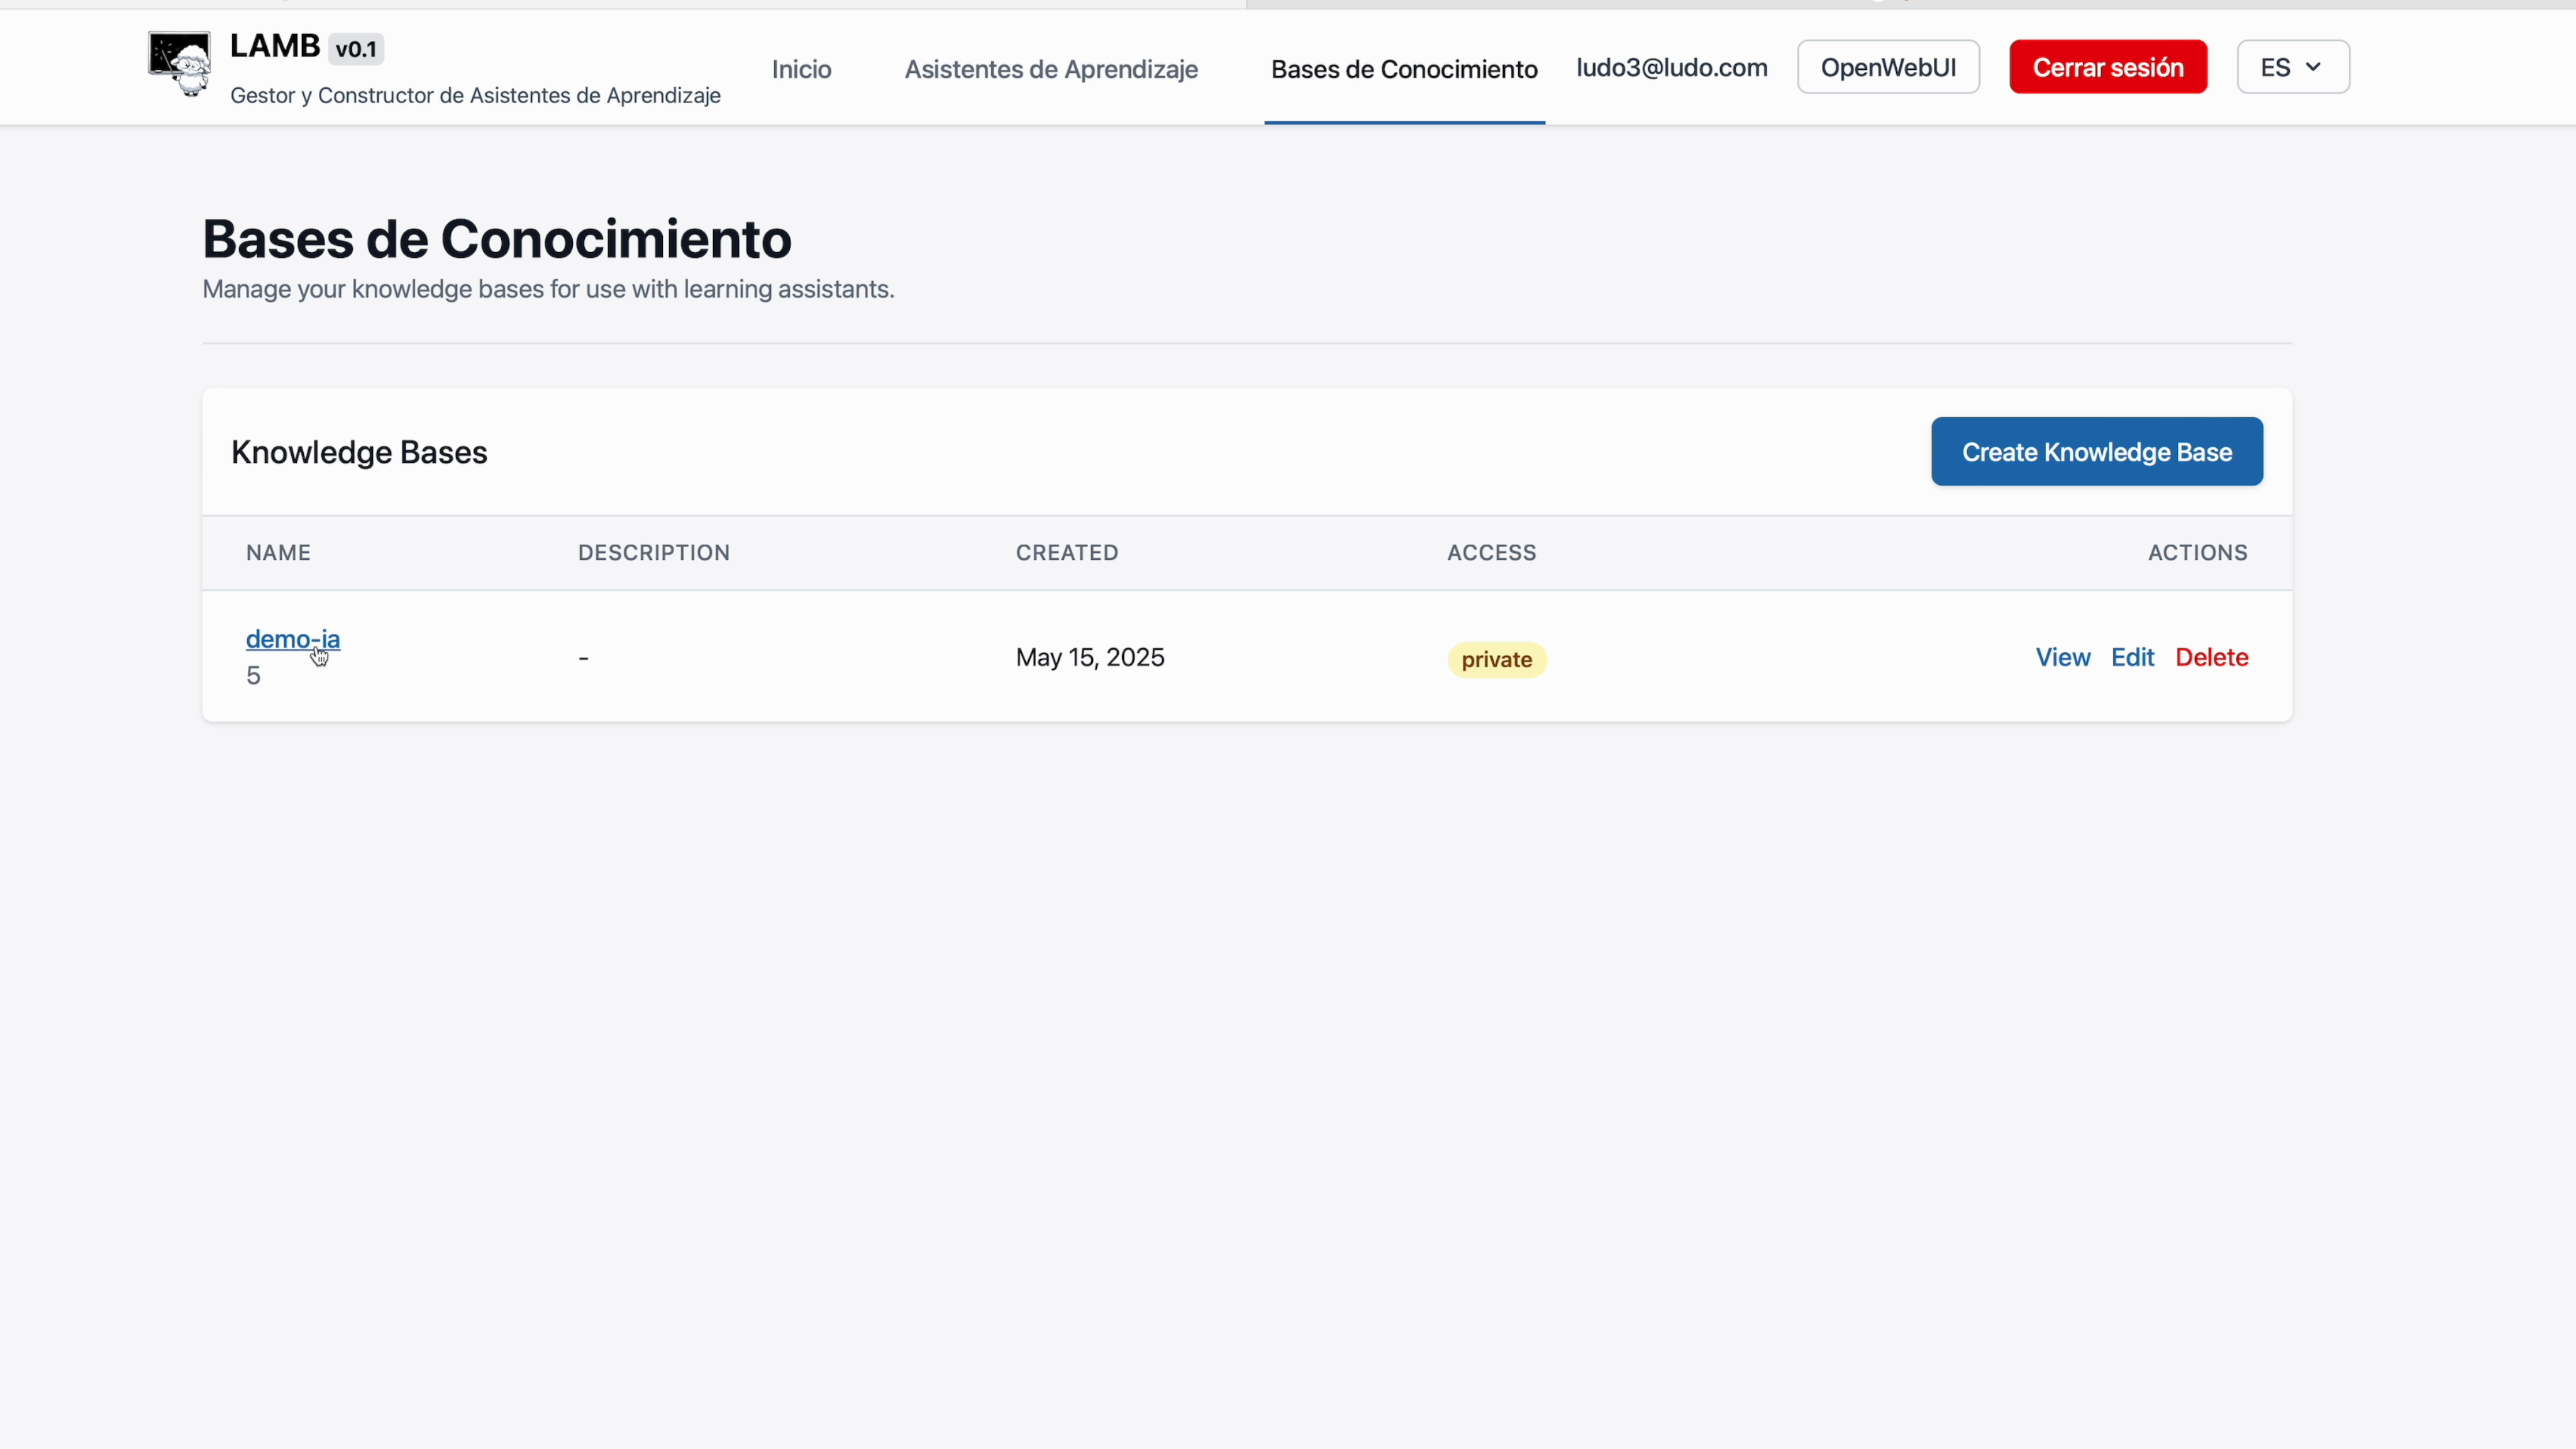 LAMB v0.1
Gestor y Constructor de Asistentes de Aprendizaje
Inicio
Asistentes de Aprendizaje
Bases de Conocimiento
ludo3@ludo.com
OpenWebUI
Cerrar sesión
ES
Bases de Conocimiento
Manage your knowledge bases for use with learning assistants.
Knowledge Bases
Create Knowledge Base
NAME DESCRIPTION CREATED ACCESS ACTIONS
demo-ia
5
-
May 15, 2025
private
View Edit Delete